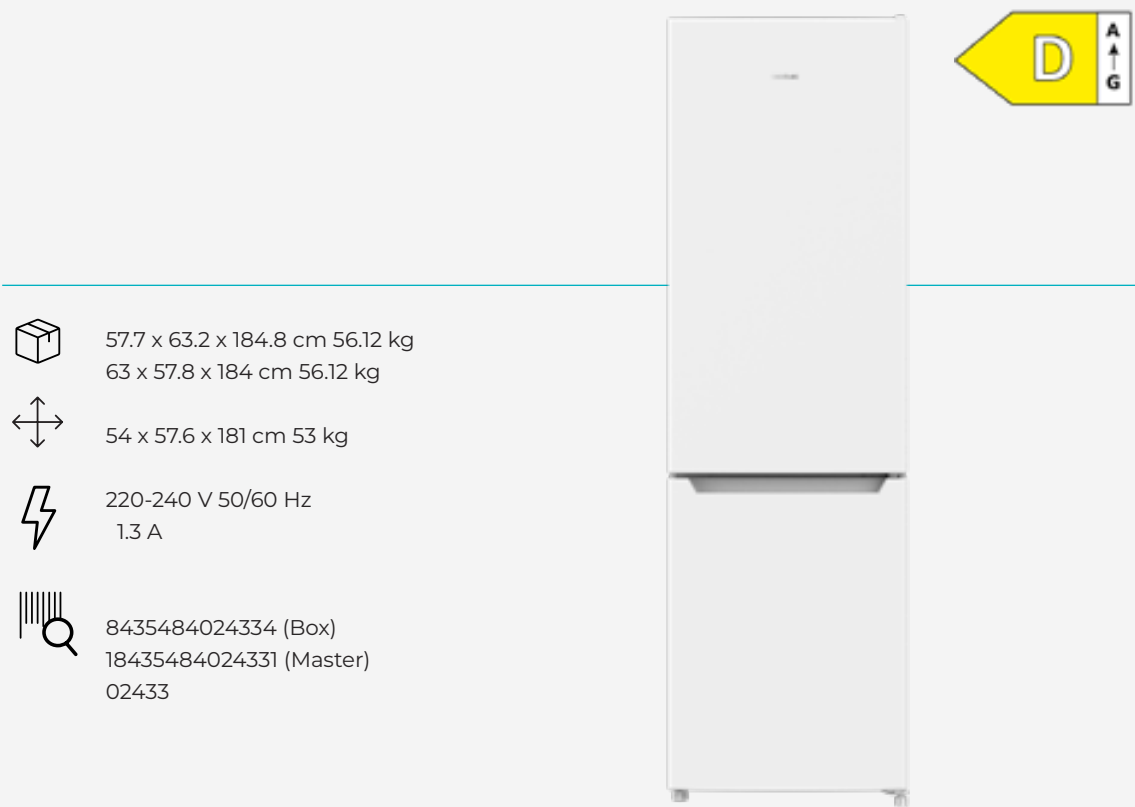 D
A
G
57.7 x 63.2 x 184.8 cm 56.12 kg
63 x 57.8 x 184 cm 56.12 kg
54 x 57.6 x 181 cm 53 kg
220-240 V 50/60 Hz
1.3 A
8435484024334 (Box)
18435484024331 (Master)
02433